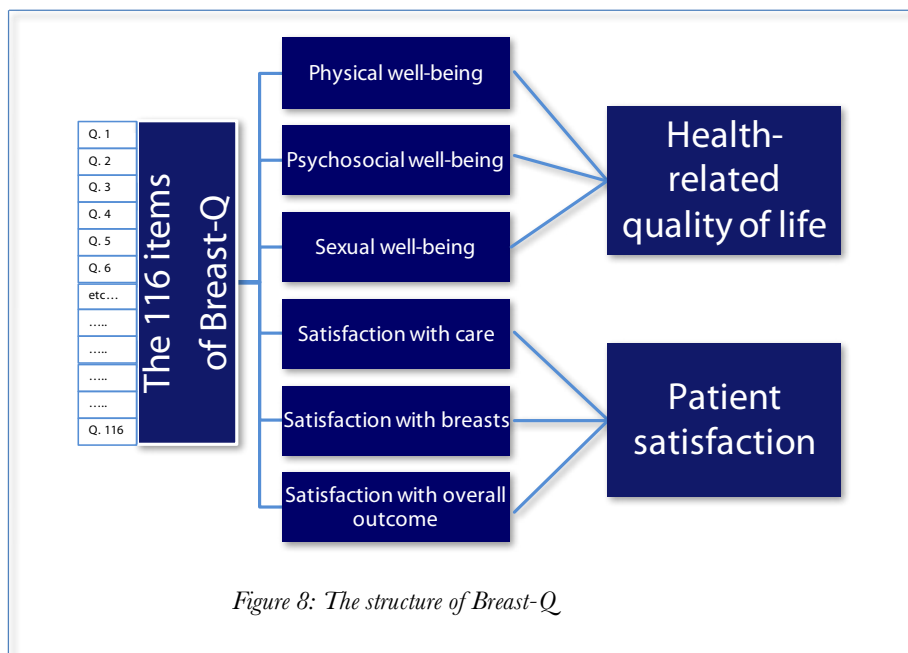 Q. 1
Q. 2
Q. 3
Q. 4
Q. 5
Q. 6
etc...
.....
.....
.....
.....
Q. 116
The 116 items
of Breast-Q
Physical well-being
Psychosocial well-being
Sexual well-being
Satisfaction with care
Satisfaction with breasts
Satisfaction with overall
outcome
Health-
related
quality of life
Patient
satisfaction
Figure 8: The structure of Breast-Q